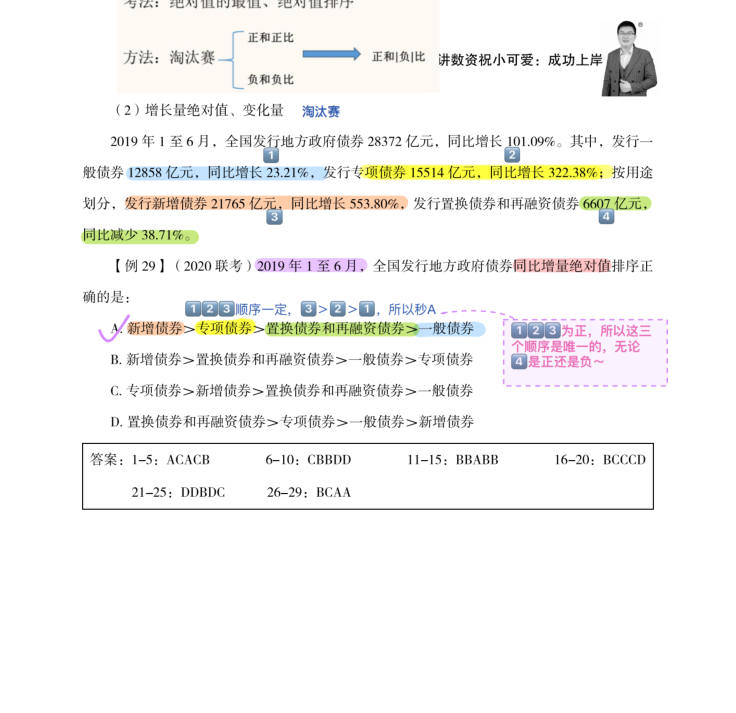 考法：绝对值的最值、绝对值排序
正和正比
方法：淘汰赛
正和|负|比
负和负比
讲数资祝小可爱：成功上岸
（2）增长量绝对值、变化量 淘汰赛
2019 年 1 至 6 月，全国发行地方政府债券 28372 亿元，同比增长 101.09%。其中，发行一
1 2
般债券 12858 亿元，同比增长 23.21%，发行专项债券 15514 亿元，同比增长 322.38%；按用途
划分，发行新增债券 21765 亿元，同比增长 553.80%，发行置换债券和再融资债券 6607 亿元，
3 4
同比减少 38.71%。
【例 29】（2020 联考）2019 年 1 至 6 月，全国发行地方政府债券同比增量绝对值排序正
确的是：
1 2 3顺序一定，3>2>1，所以秒A
A. 新增债券＞专项债券＞置换债券和再融资债券＞一般债券
1 2 3为正，所以这三
个顺序是唯一的，无论
4是正还是负～
B. 新增债券＞置换债券和再融资债券＞一般债券＞专项债券
C. 专项债券＞新增债券＞置换债券和再融资债券＞一般债券
D. 置换债券和再融资债券＞专项债券＞一般债券＞新增债券
答案：1–5：ACACB 6–10；CBBDD 11–15；BBABB 16–20；BCCCD
21–25；DDBDC 26–29；BCAA